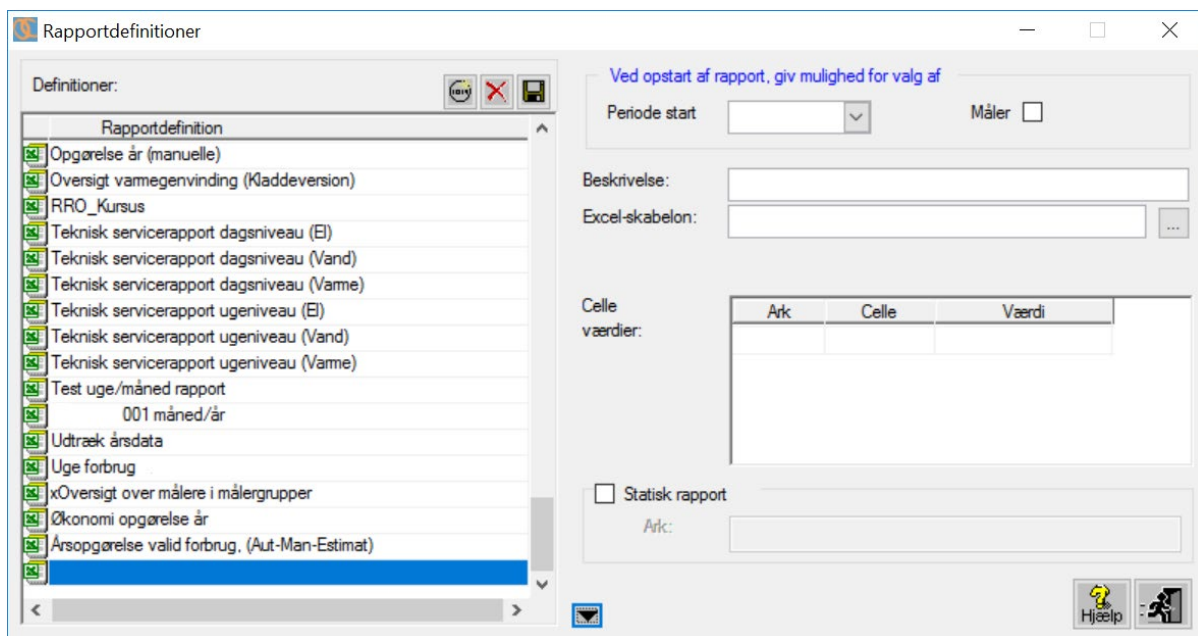 Rapportdefinitioner
Definitioner:
Rapportdefinition
Opgørelse år (manuelle)
Oversigt varmegenvinding (Kladdeversion)
RRO_Kursus
Teknisk servicerapport dagsniveau (El)
Teknisk servicerapport dagsniveau (Vand)
Teknisk servicerapport dagsniveau (Varme)
Teknisk servicerapport ugeniveau (El)
Teknisk servicerapport ugeniveau (Vand)
Teknisk servicerapport ugeniveau (Varme)
Test uge/måned rapport
001 måned/år
Udtræk årsdata
Uge forbrug
xOversigt over målere i målergrupper
Økonomi opgørelse år
Årsopgørelse valid forbrug, (Aut-Man-Estimat)
Ved opstart af rapport, giv mulighed for valg af
Periode start
Måler
Beskrivelse:
Excel-skabelon:
...
Celle
værdier:
Ark Celle Værdi
Statisk rapport
Ark:
Hjælp